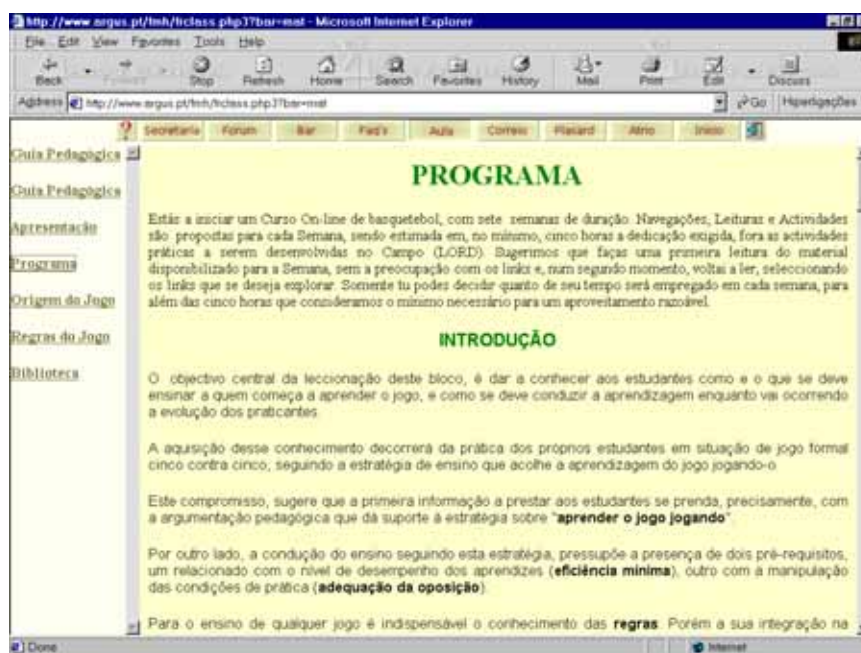 http://www.argus.pt/fmh/frclass.php3?bar=mat - Microsoft Internet Explorer
File Edit View Favorites Tools Help
Back Forward Stop Refresh Home Search Favorites History Mail Print Edit Discuss
Address http://www.argus.pt/fmh/frclass.php3?bar=mat Go Hiperligações
Secretaria Forum Bar Faq's Aula Correio Placard Atrio Inicio
Guia Pedagógica
Guia Pedagógica
Apresentação
Programa
Origem do Jogo
Regras do Jogo
Biblioteca
PROGRAMA
Estás a iniciar um Curso On-line de basquetebol, com sete semanas de duração. Navegações, Leituras e Actividades
são propostas para cada Semana, sendo estimada em, no mínimo, cinco horas a dedicação exigida, fora as actividades
práticas a serem desenvolvidas no Campo (LORD). Sugerimos que faças uma primeira leitura do material
disponibilizado para a Semana, sem a preocupação com os links e, num segundo momento, voltai a ler, seleccionando
os links que se deseja explorar. Somente tu podes decidir quanto de seu tempo será empregado em cada semana, para
além das cinco horas que consideramos o mínimo necessário para um aproveitamento razoável.
INTRODUÇÃO
O objectivo central da leccionação deste bloco, é dar a conhecer aos estudantes como e o que se deve
ensinar a quem começa a aprender o jogo, e como se deve conduzir a aprendizagem enquanto vai ocorrendo
a evolução dos praticantes.
A aquisição desse conhecimento decorrerá da prática dos próprios estudantes em situação de jogo formal
cinco contra cinco, seguindo a estratégia de ensino que acolhe a aprendizagem do jogo jogando-o.
Este compromisso, sugere que a primeira informação a prestar aos estudantes se prenda, precisamente, com
a argumentação pedagógica que dá suporte à estratégia sobre "aprender o jogo jogando".
Por outro lado, a condução do ensino seguindo esta estratégia, pressupõe a presença de dois pré-requisitos,
um relacionado com o nível de desempenho dos aprendizes (eficiência mínima), outro com a manipulação
das condições de prática (adequação da oposição).
Para o ensino de qualquer jogo é indispensável o conhecimento das regras. Porém a sua integração na
Done Internet